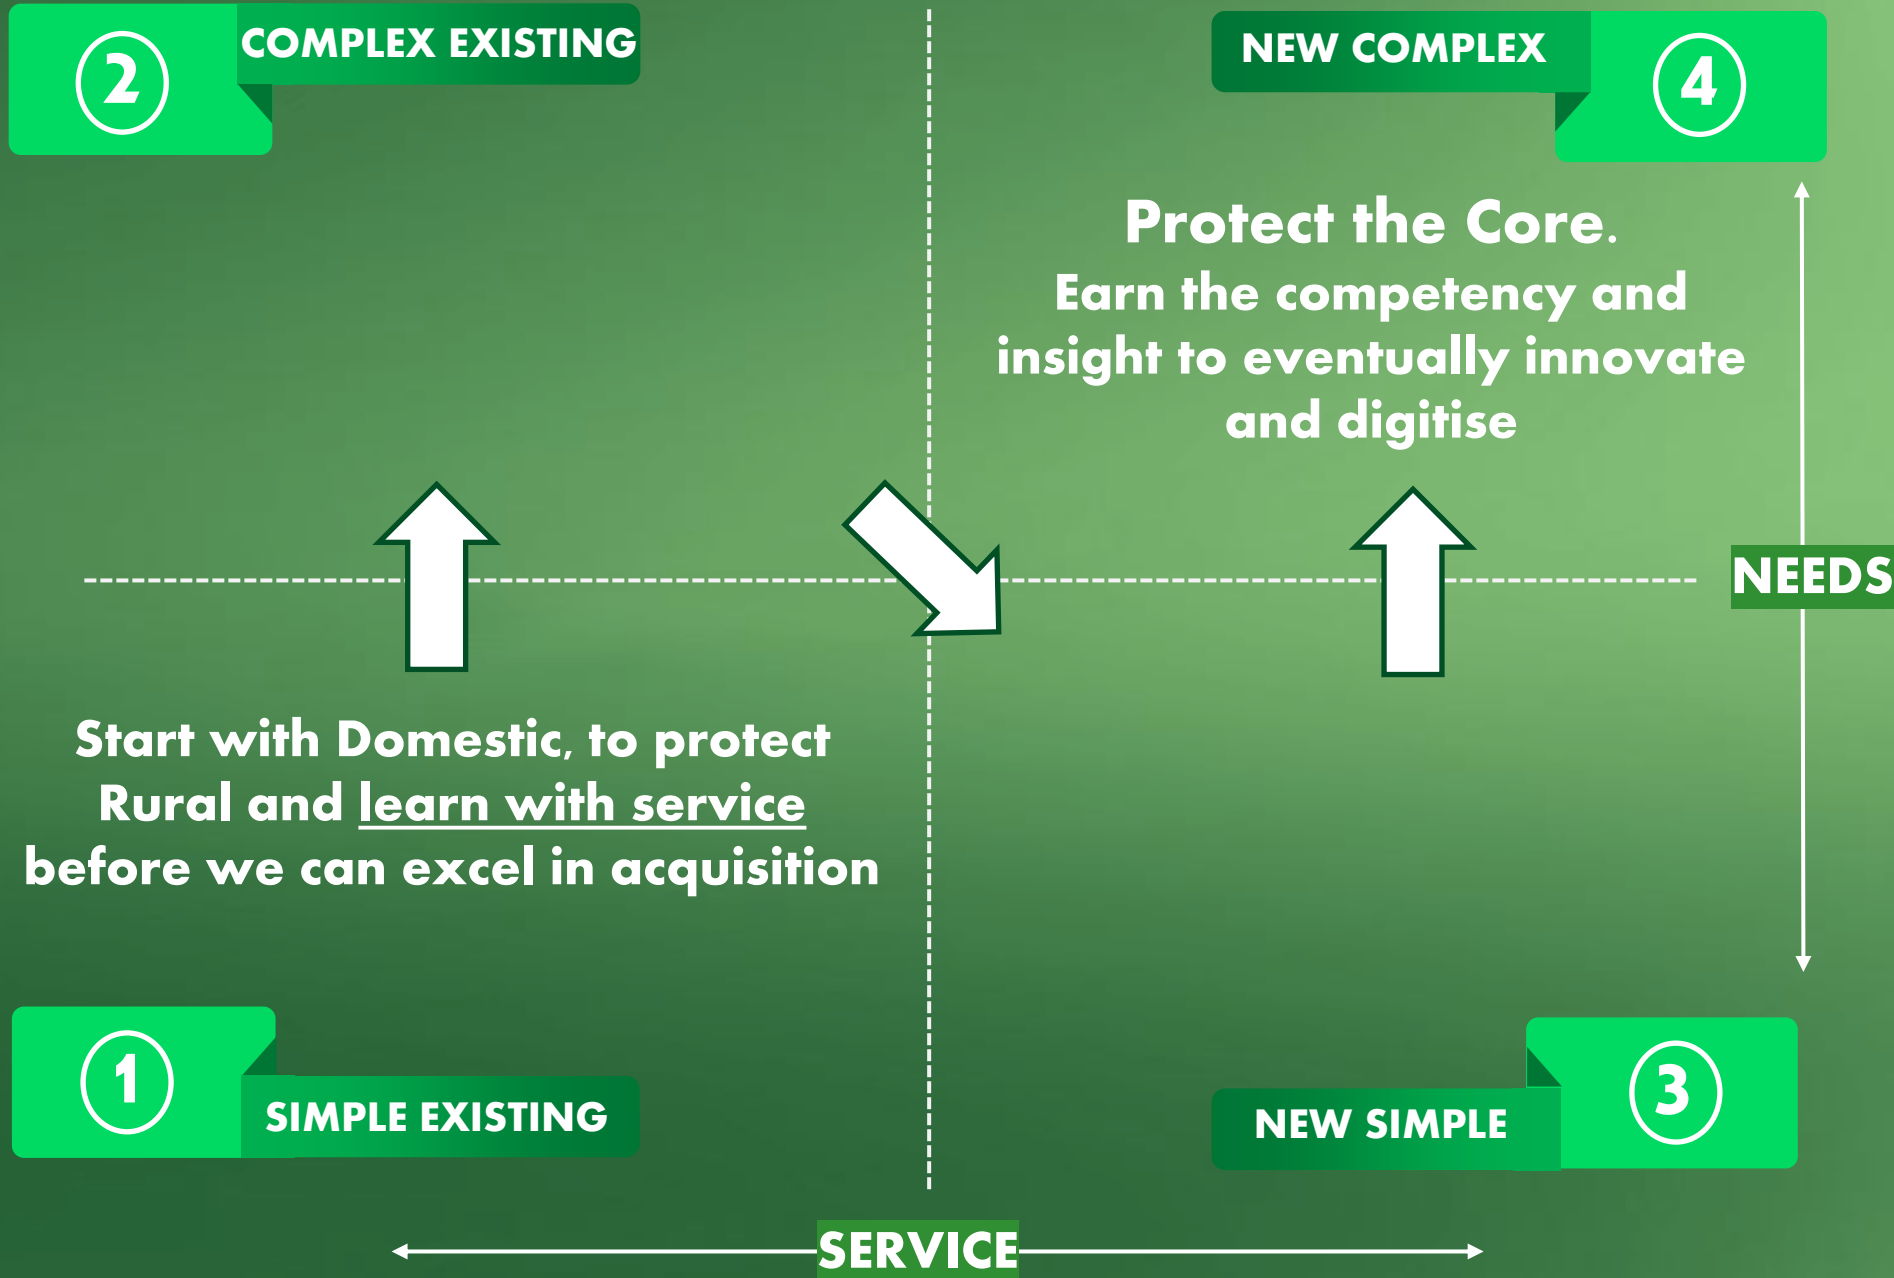 2
COMPLEX EXISTING
NEW COMPLEX
4
Protect the Core.
Earn the competency and
insight to eventually innovate
and digitise
NEEDS
Start with Domestic, to protect
Rural and learn with service
before we can excel in acquisition
1
SIMPLE EXISTING
NEW SIMPLE
3
SERVICE